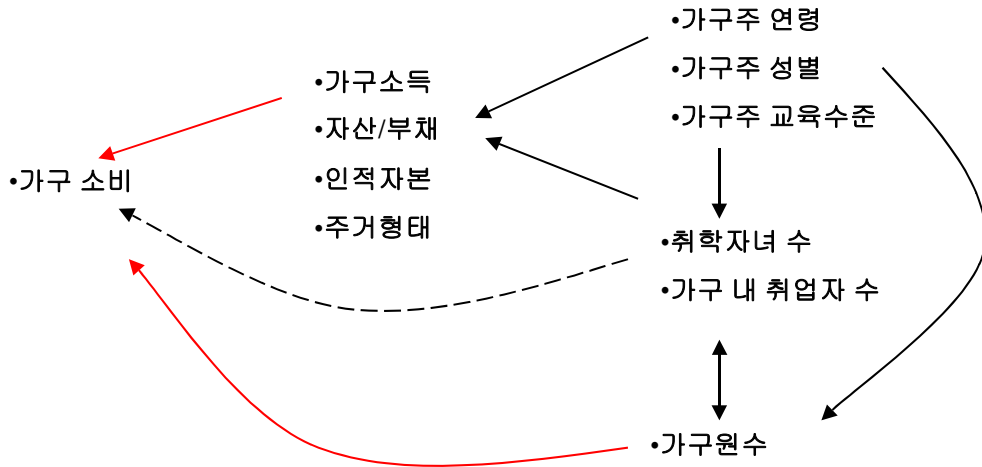 •가구주 연령
•가구주 성별
•가구주 교육수준
•가구소득
•자산/부채
•인적자본
•주거형태
•가구 소비
•취학자녀 수
•가구 내 취업자 수
•가구원수